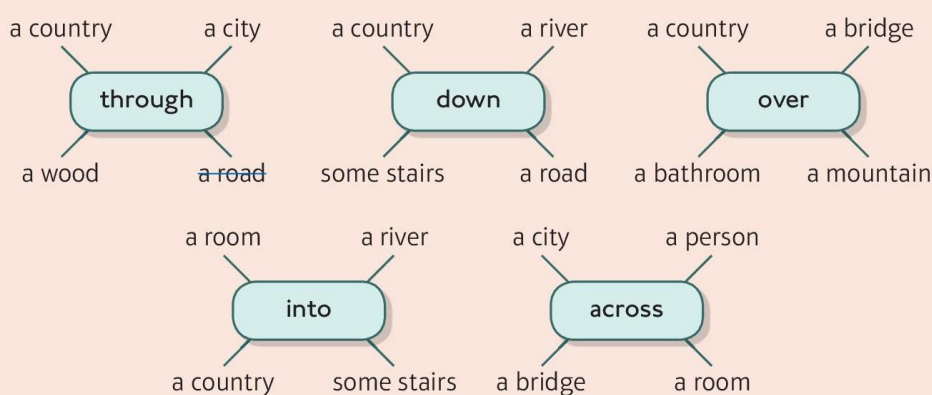 a country a city a country a river a country a bridge
through down over
a wood a road some stairs a road a bathroom a mountain
a room a river a city a person
into across
a country some stairs a bridge a room